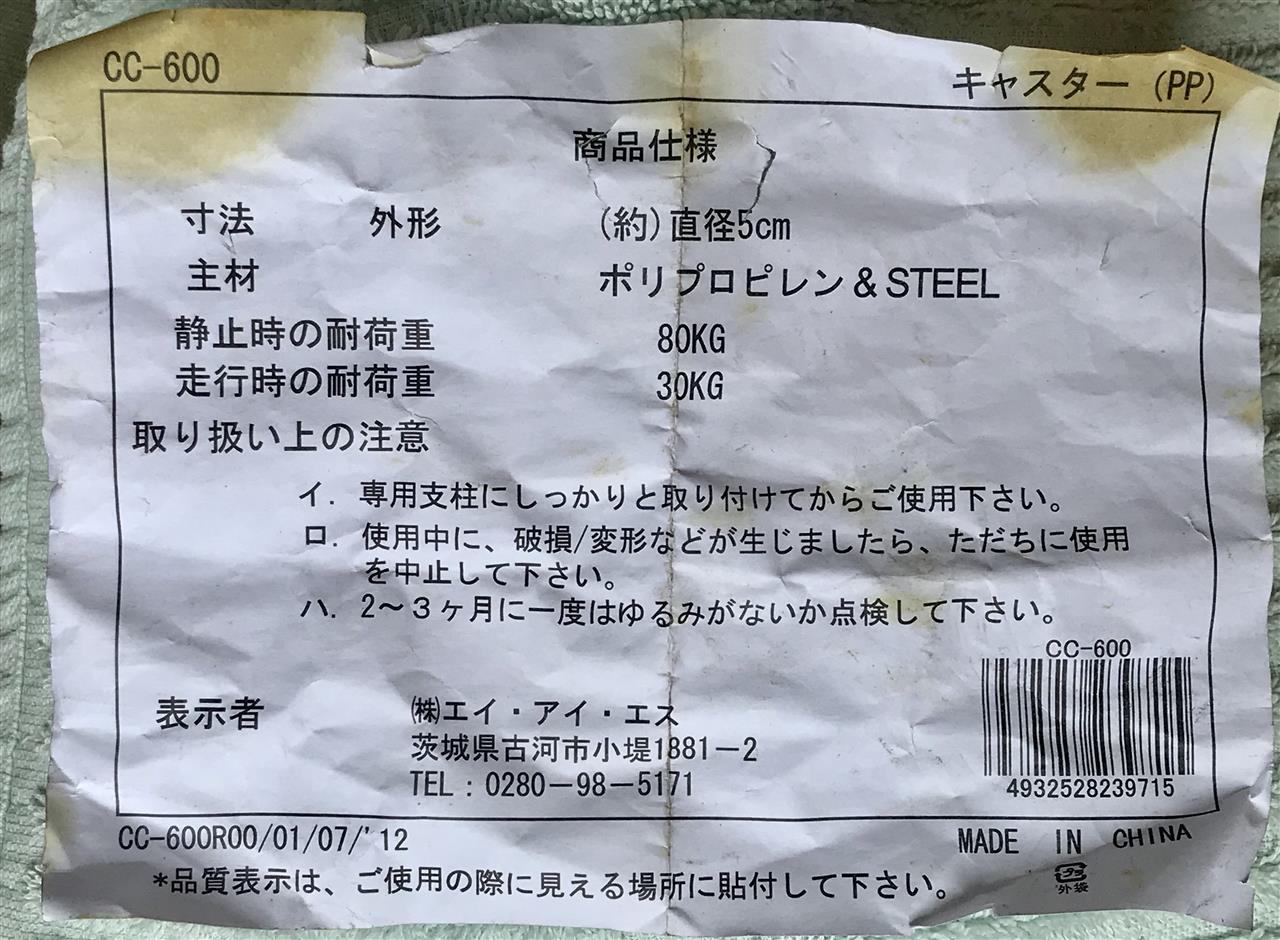 CC-600
キャスター (PP)
商品仕様
寸法 外形 (約)直径5cm
主材 ポリプロピレン&STEEL
静止時の耐荷重 80KG
走行時の耐荷重 30KG
取り扱い上の注意
イ. 専用支柱にしっかりと取り付けてからご使用下さい。
ロ. 使用中に、破損/変形などが生じましたら、ただちに使用
を中止して下さい。
ハ. 2〜3ヶ月に一度はゆるみがないか点検して下さい。
CC-600
表示者 ㈱エイ・アイ・エス
茨城県古河市小堤1881-2
TEL:0280-98-5171
4932528239715
CC-600R00/01/07/'12
MADE IN CHINA
*品質表示は、ご使用の際に見える場所に貼付して下さい。
プラ
外袋